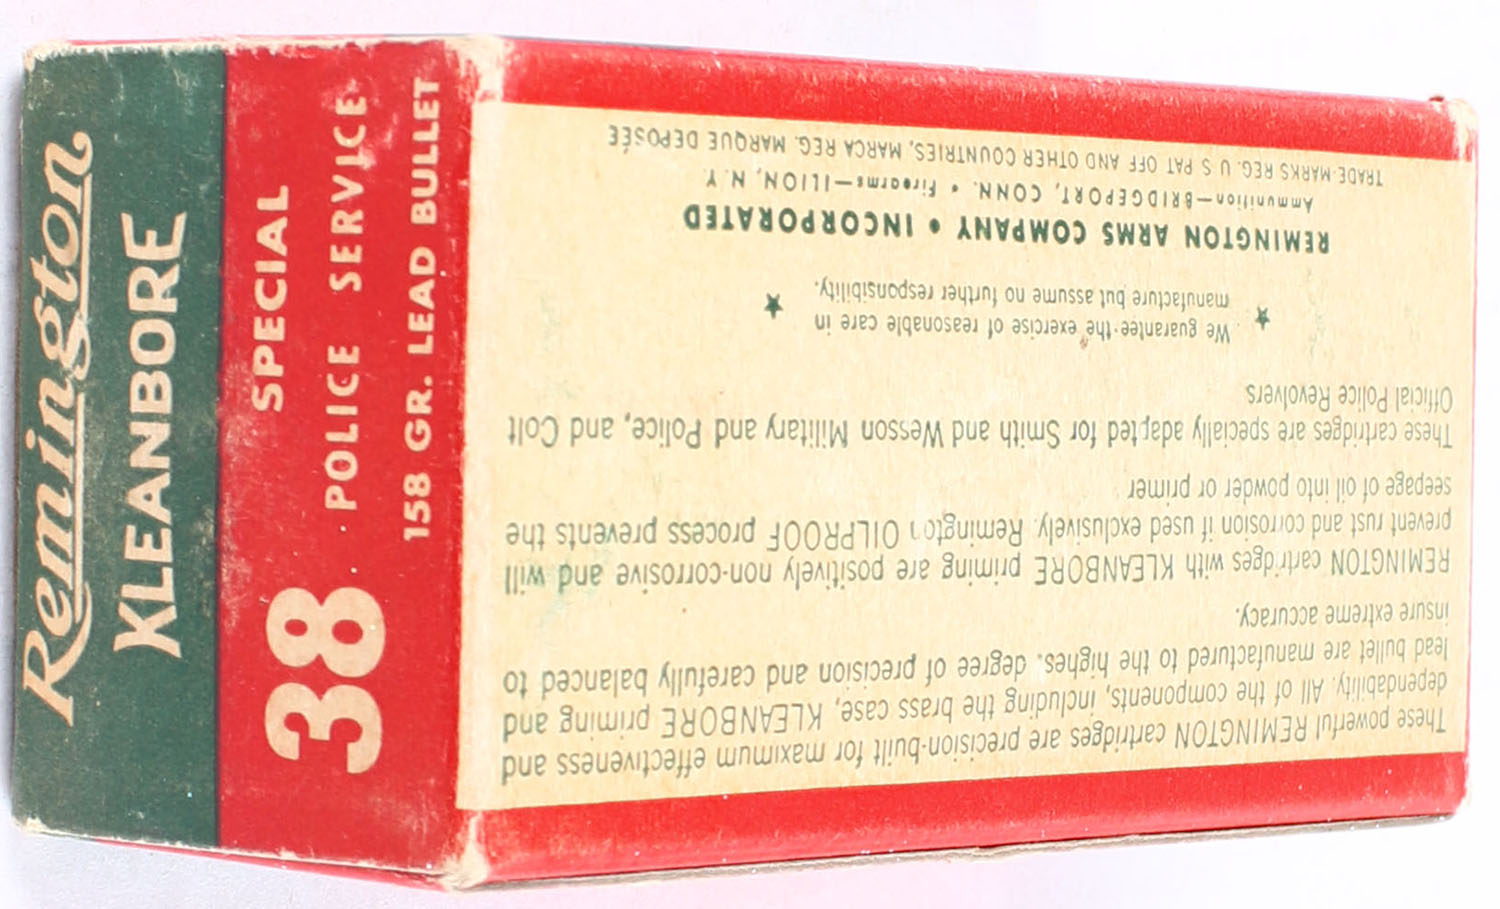 Remington
KLEANBORE
38 SPECIAL
POLICE SERVICE
158 GR. LEAD BULLET
These powerful REMINGTON cartridges are precision-built for maximum effectiveness and
dependability. All of the components, including the brass case, KLEANBORE priming and
lead bullet are manufactured to the highes. degree of precision and carefully balanced to
insure extreme accuracy.
REMINGTON cartridges with KLEANBORE priming are positively non-corrosive and will
prevent rust and corrosion if used exclusively. Remington OILPROOF process prevents the
seepage of oil into powder or primer
These cartridges are specially adapted for Smith and Wesson Military and Police, and Colt
Official Police Revolvers
We guarantee the exercise of reasonable care in
manufacture but assume no further responsibility.
REMINGTON ARMS COMPANY • INCORPORATED
Ammunition—BRIDGEPORT, CONN. • Firearms—ILION, N. Y.
TRADE-MARKS REG. U S PAT OFF AND OTHER COUNTRIES, MARCA REG. MARQUE DEPOSÉE